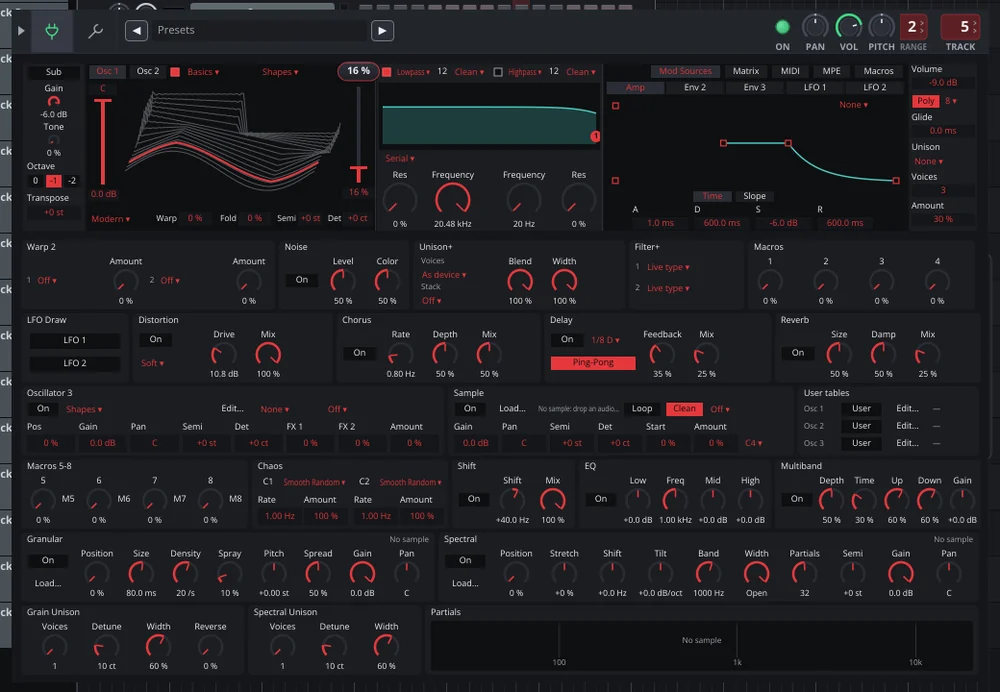 Presets
ON PAN VOL PITCH RANGE TRACK
2 5
Sub Osc 1 Osc 2 Basics Shapes 16 % Lowpass 12 Clean Highpass 12 Clean Mod Sources Matrix MIDI MPE Macros Volume
-9.0 dB
Gain C Amp Env 2 Env 3 LFO 1 LFO 2
-6.0 dB None Poly 8
Tone Glide
0 % 1 0.0 ms
Octave Serial Unison
0 -1 -2 Res Frequency Frequency Res None
Transpose 16 % Voices
+0 st 0.0 dB 3
Time Slope
Modern Warp 0 % Fold 0 % Semi +0 st Det +0 ct 0 % 20.48 kHz 20 Hz 0 % A D S R Amount
1.0 ms 600.0 ms -6.0 dB 600.0 ms 30 %
Warp 2 Noise Unison+ Filter+ Macros
Amount Amount Level Color Voices Blend Width 1 Live type 1 2 3 4
1 Off 2 Off On As device
Stack 2 Live type
0 % 0 % 50 % 50 % Off 100 % 100 % 0 % 0 % 0 % 0 %
LFO Draw Distortion Chorus Delay Reverb
LFO 1 On Drive Mix Rate Depth Mix On 1/8 D Feedback Mix Size Damp Mix
On On
LFO 2 Soft Ping-Pong
10.8 dB 100 % 0.80 Hz 50 % 50 % 35 % 25 % 50 % 50 % 25 %
Oscillator 3 Sample User tables
On Shapes Edit... None Off On Load... No sample: drop an audio... Loop Clean Off Osc 1 User Edit... —
Pos Gain Pan Semi Det FX 1 FX 2 Amount Gain Pan Semi Det Start Amount Osc 2 User Edit... —
0 % 0.0 dB C +0 st +0 ct 0 % 0 % 0 % 0.0 dB C +0 st +0 ct 0 % 0 % C4 Osc 3 User Edit... —
Macros 5-8 Chaos Shift EQ Multiband
5 6 7 8 C1 Smooth Random C2 Smooth Random Shift Mix Low Freq Mid High Depth Time Up Down Gain
M5 M6 M7 M8 Rate Amount Rate Amount On On On
0 % 0 % 0 % 0 % 1.00 Hz 100 % 1.00 Hz 100 % +40.0 Hz 100 % +0.0 dB 1.00 kHz +0.0 dB +0.0 dB 50 % 30 % 60 % 60 % +0.0 dB
Granular No sample Spectral No sample
On Position Size Density Spray Pitch Spread Gain Pan On Position Stretch Shift Tilt Band Width Partials Semi Gain Pan
Load... Load...
0 % 80.0 ms 20 /s 10 % +0.00 st 50 % 0.0 dB C 0 % +0 % +0.0 Hz +0.0 dB/oct 1000 Hz Open 32 +0 st 0.0 dB C
Grain Unison Spectral Unison Partials
Voices Detune Width Reverse Voices Detune Width
No sample
1 10 ct 60 % 0 % 1 10 ct 60 % 100 1k 10k